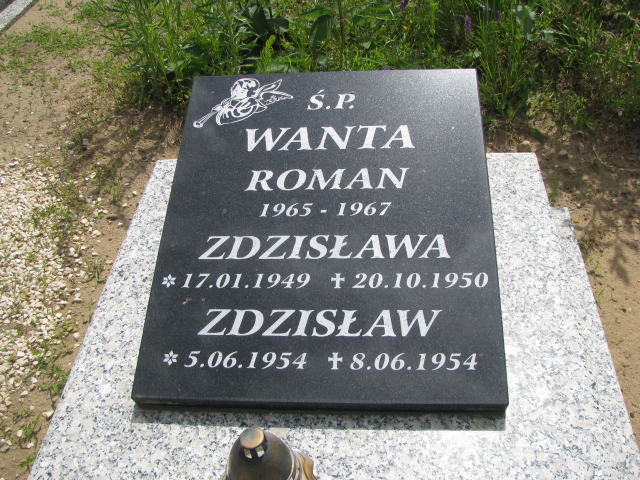 Ś.P.
WANTA
ROMAN
1965 - 1967
ZDZISŁAWA
* 17.01.1949 ✝ 20.10.1950
ZDZISŁAW
* 5.06.1954 ✝ 8.06.1954